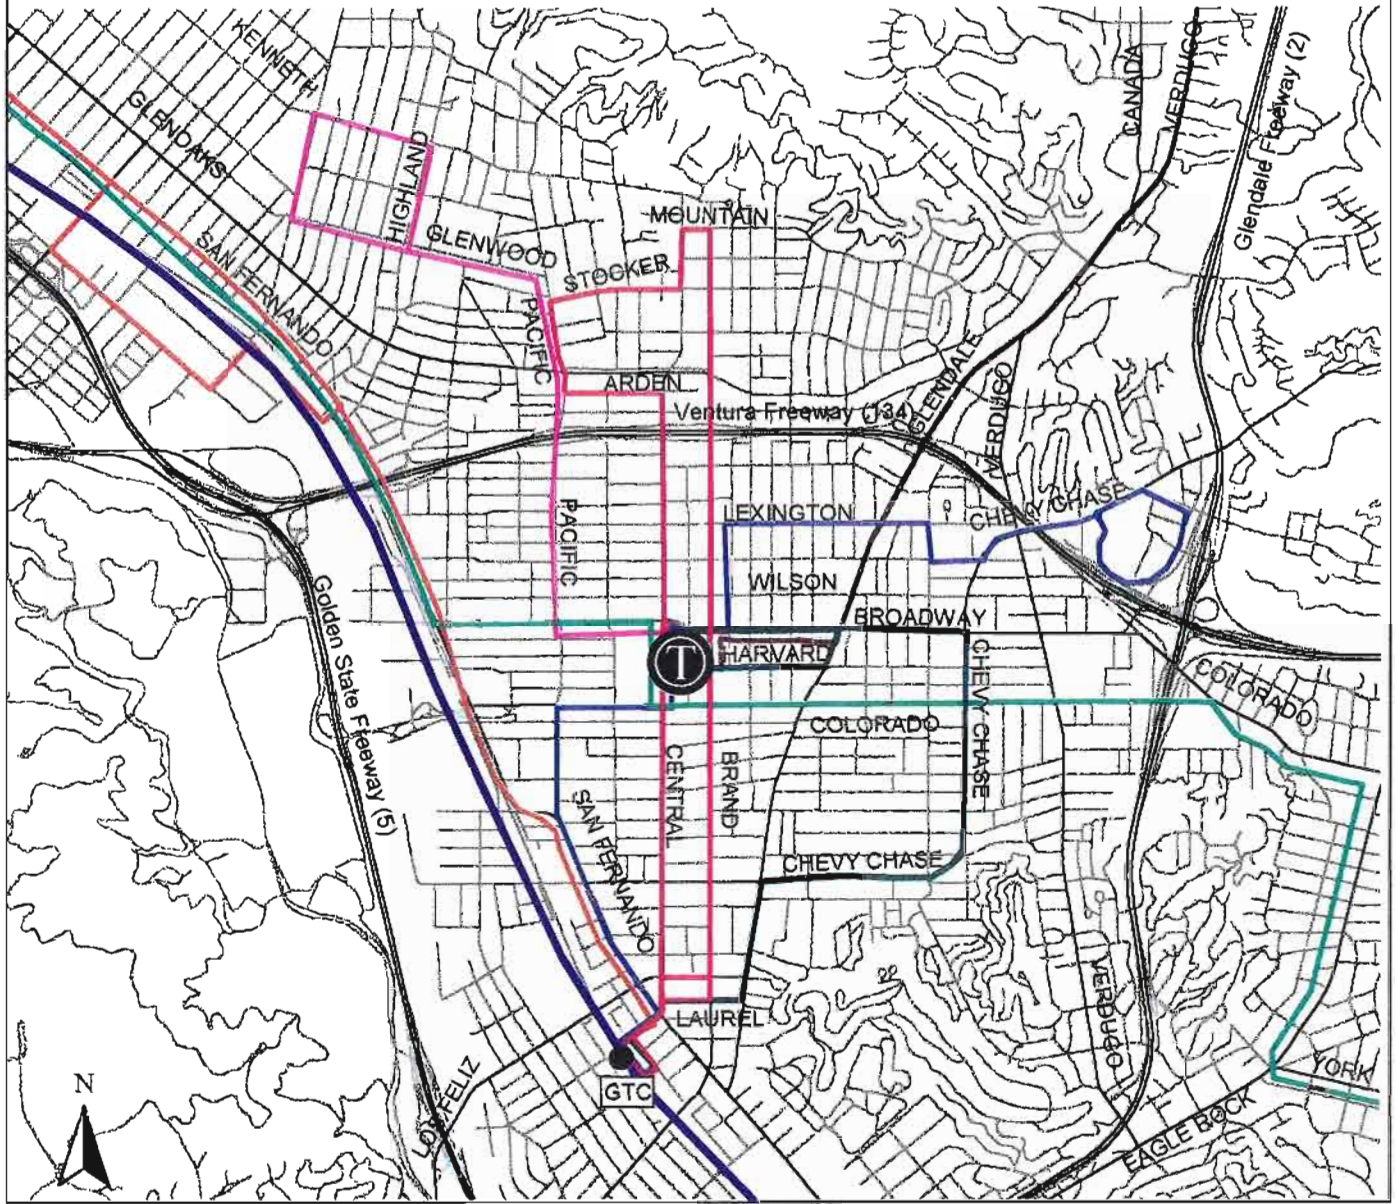 KENNETH
CANADA
VERDUGO
Glendale Freeway (2)
GLENOAKS
HIGHLAND
MOUNTAIN
GLENWOOD
STOCKER
SAN FERNANDO
PACIFIC
GLENDALE
VERDUGO
ARDEN
Ventura Freeway (134)
PACIFIC
LEXINGTON
CHEVY CHASE
WILSON
BROADWAY
Golden State Freeway (5)
T
HARVARD
CHEVY CHASE
COLORADO
COLORADO
CENTRAL
BRAND
SAN FERNANDO
CHEVY CHASE
VERDUGO
LAUREL
LOS FELIZ
GTC
YORK
EAGLE ROCK
N